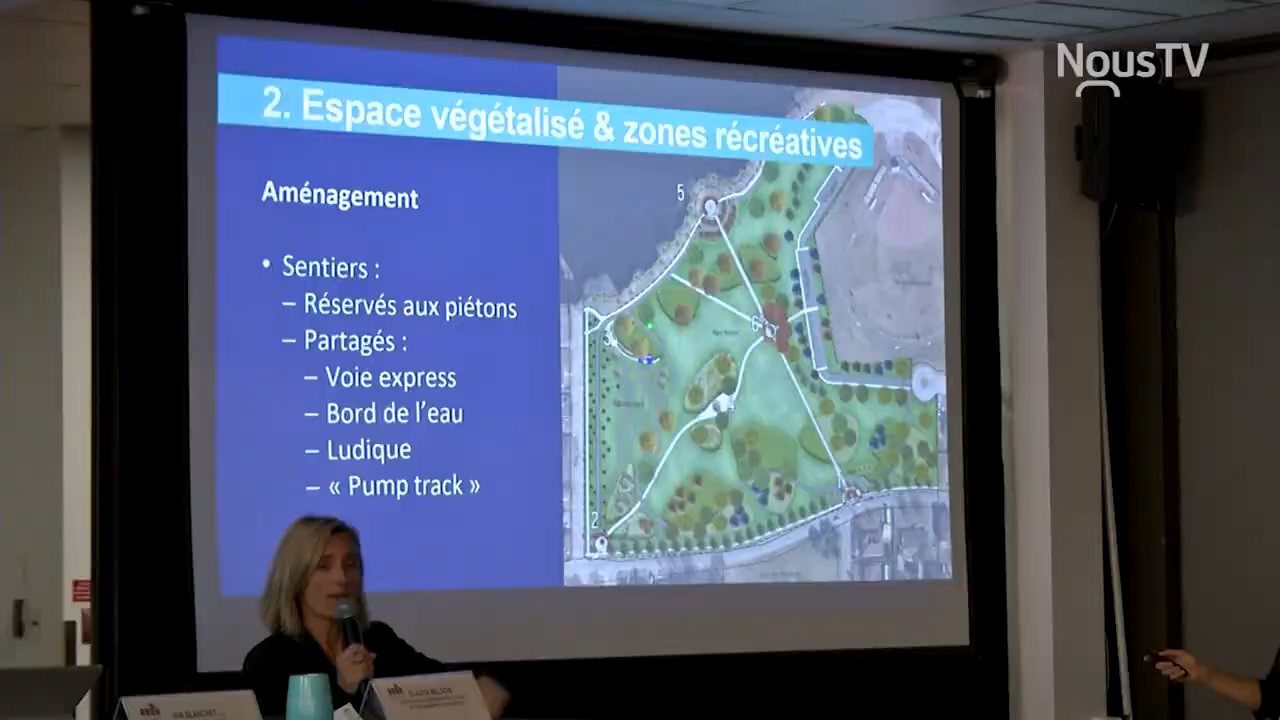 NousTV
2. Espace végétalisé & zones récréatives
Aménagement
• Sentiers :
– Réservés aux piétons
– Partagés :
– Voie express
– Bord de l'eau
– Ludique
– « Pump track »
5
6
3
2